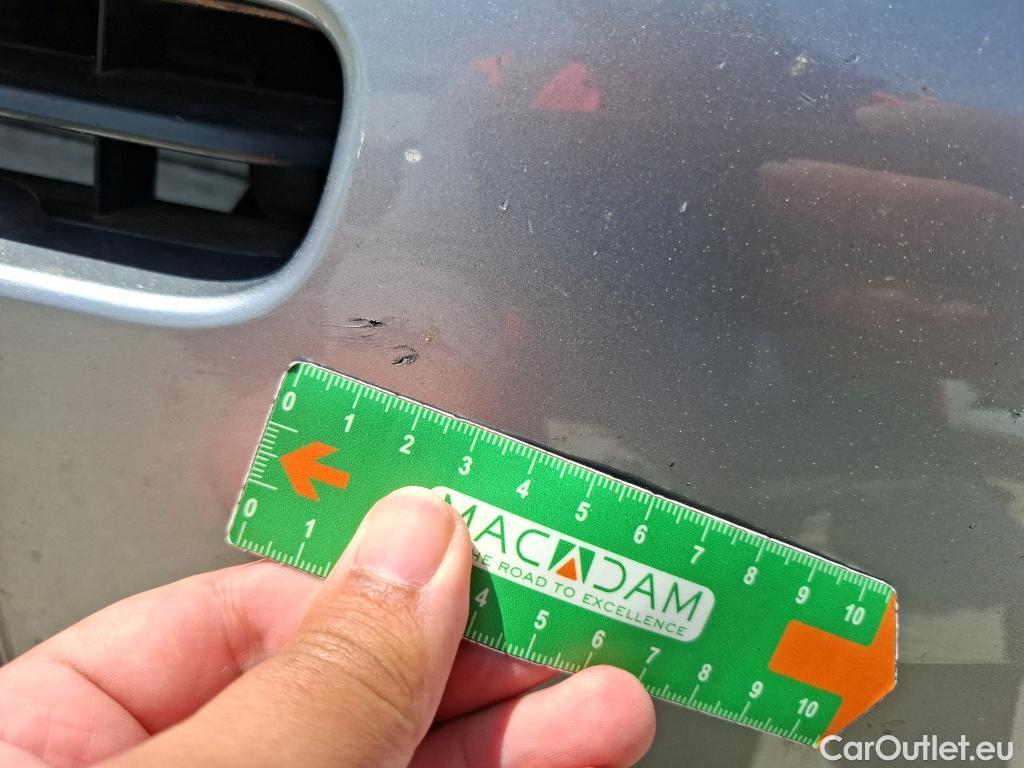 0 1 2 3 4 5 6 7 8 9 10
MACADAM
THE ROAD TO EXCELLENCE
0 1 4 5 6 7 8 9 10
CarOutlet.eu